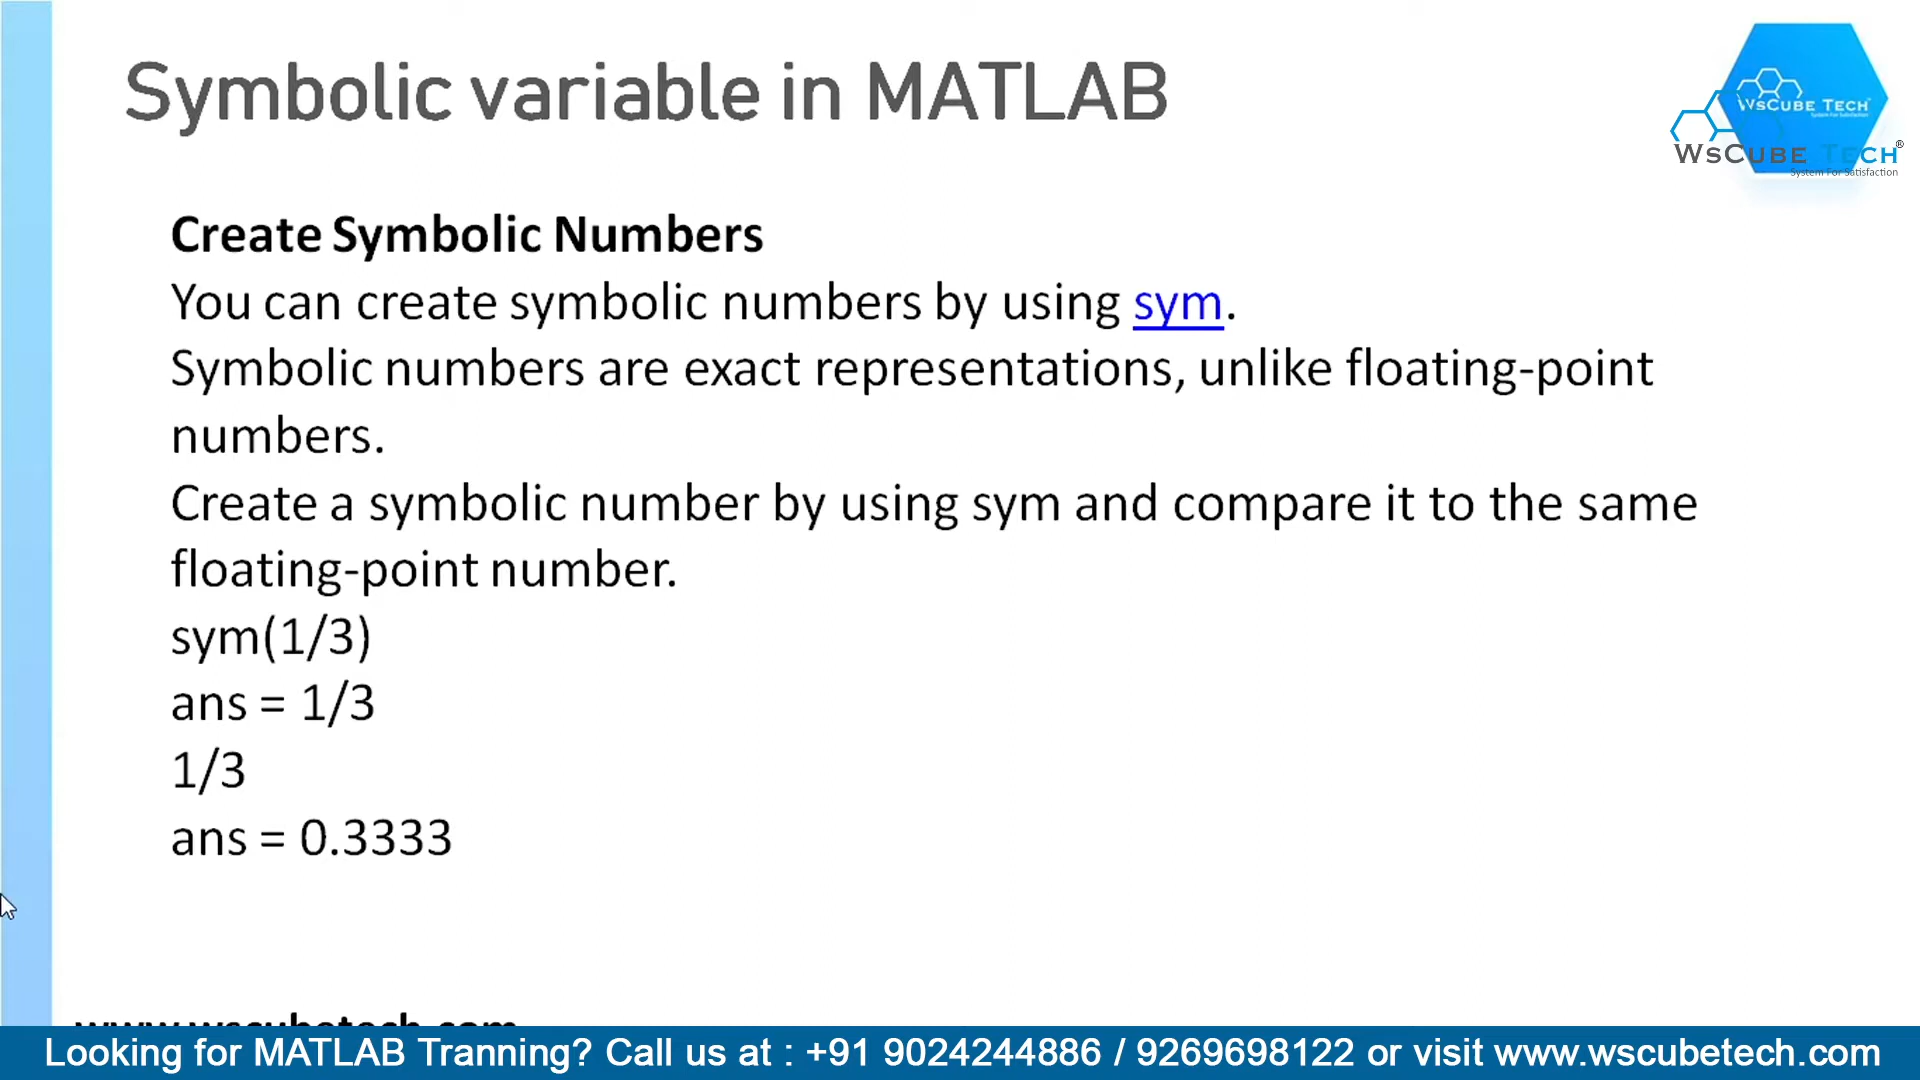 Symbolic variable in MATLAB
WSCUBE TECH
System For Satisfaction
WSCUBE TECH®
System For Satisfaction
Create Symbolic Numbers
You can create symbolic numbers by using sym.
Symbolic numbers are exact representations, unlike floating-point
numbers.
Create a symbolic number by using sym and compare it to the same
floating-point number.
sym(1/3)
ans = 1/3
1/3
ans = 0.3333
www.wscubetech.com
Looking for MATLAB Tranning? Call us at : +91 9024244886 / 9269698122 or visit www.wscubetech.com